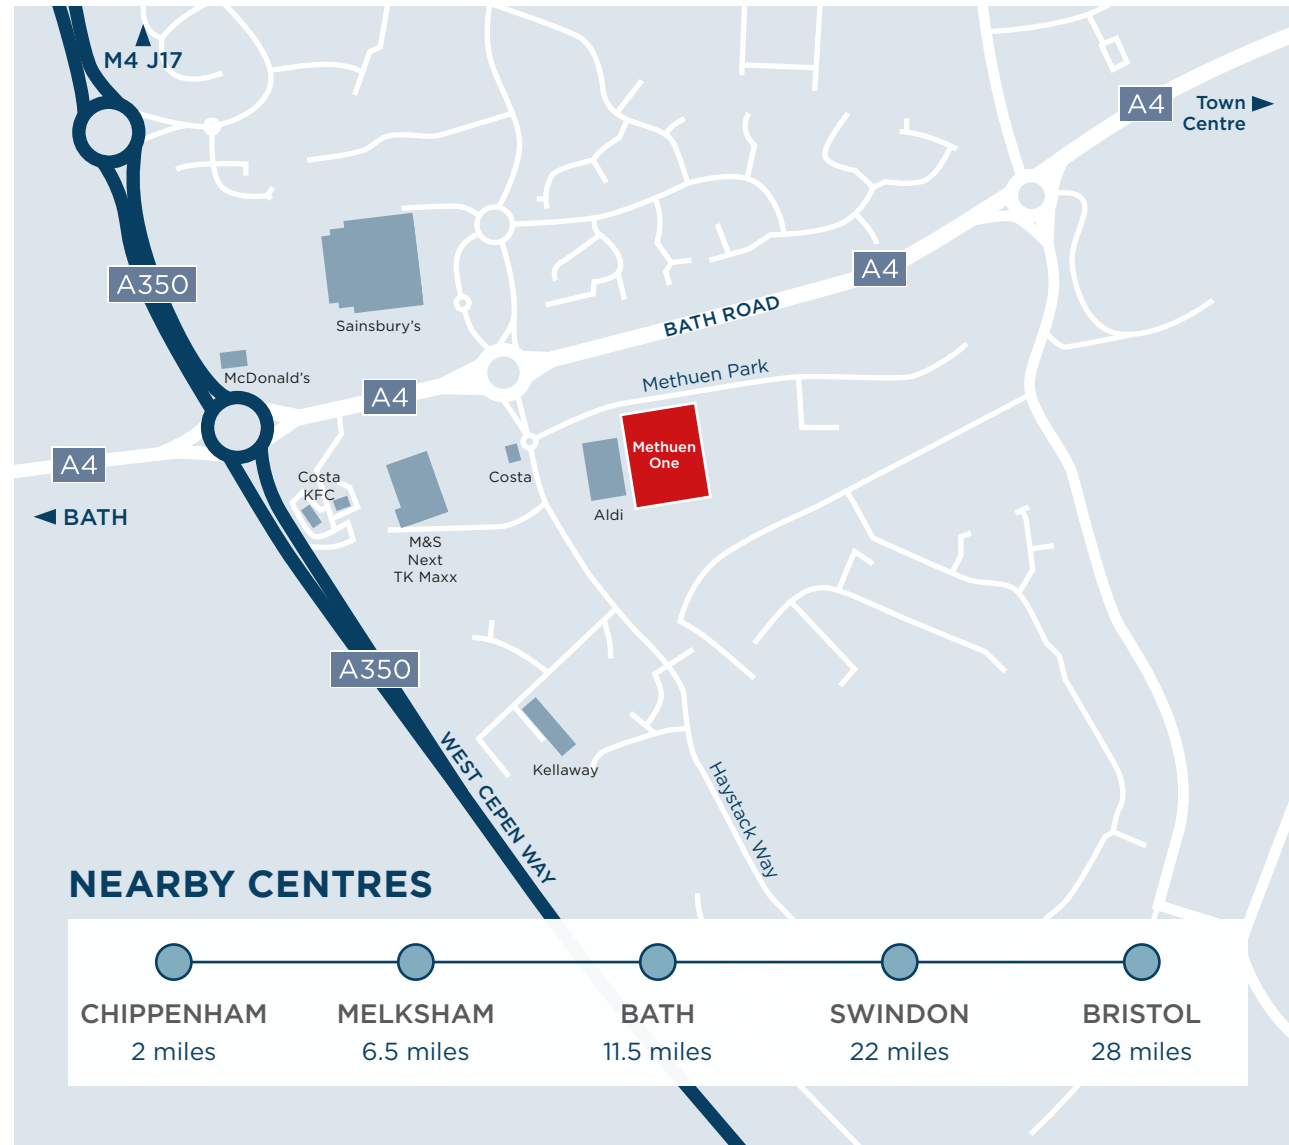 M4 J17
A4
Town
Centre
A350
A4
Sainsbury's
BATH ROAD
McDonald's
Methuen Park
A4
A4
Methuen
One
Costa
KFC
Costa
Aldi
BATH
M&S
Next
TK Maxx
A350
WEST CEPEN WAY
Kellaway
Haystack Way
NEARBY CENTRES
CHIPPENHAM
2 miles
MELKSHAM
6.5 miles
BATH
11.5 miles
SWINDON
22 miles
BRISTOL
28 miles